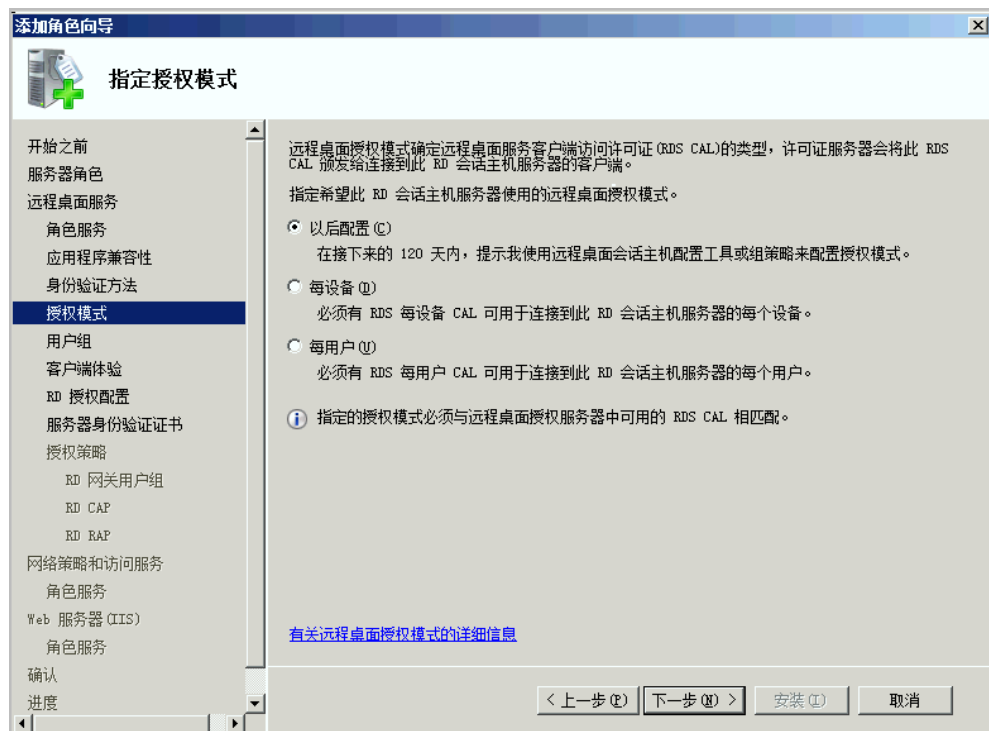 添加角色向导
指定授权模式
开始之前
服务器角色
远程桌面服务
角色服务
应用程序兼容性
身份验证方法
授权模式
用户组
客户端体验
RD 授权配置
服务器身份验证证书
授权策略
RD 网关用户组
RD CAP
RD RAP
网络策略和访问服务
角色服务
Web 服务器(IIS)
角色服务
确认
进度
远程桌面授权模式确定远程桌面服务客户端访问许可证(RDS CAL)的类型，许可证服务器会将此 RDS
CAL 颁发给连接到此 RD 会话主机服务器的客户端。
指定希望此 RD 会话主机服务器使用的远程桌面授权模式。
以后配置(C)
在接下来的 120 天内，提示我使用远程桌面会话主机配置工具或组策略来配置授权模式。
每设备(D)
必须有 RDS 每设备 CAL 可用于连接到此 RD 会话主机服务器的每个设备。
每用户(U)
必须有 RDS 每用户 CAL 可用于连接到此 RD 会话主机服务器的每个用户。
指定的授权模式必须与远程桌面授权服务器中可用的 RDS CAL 相匹配。
有关远程桌面授权模式的详细信息
< 上一步(P)
下一步(N) >
安装(I)
取消